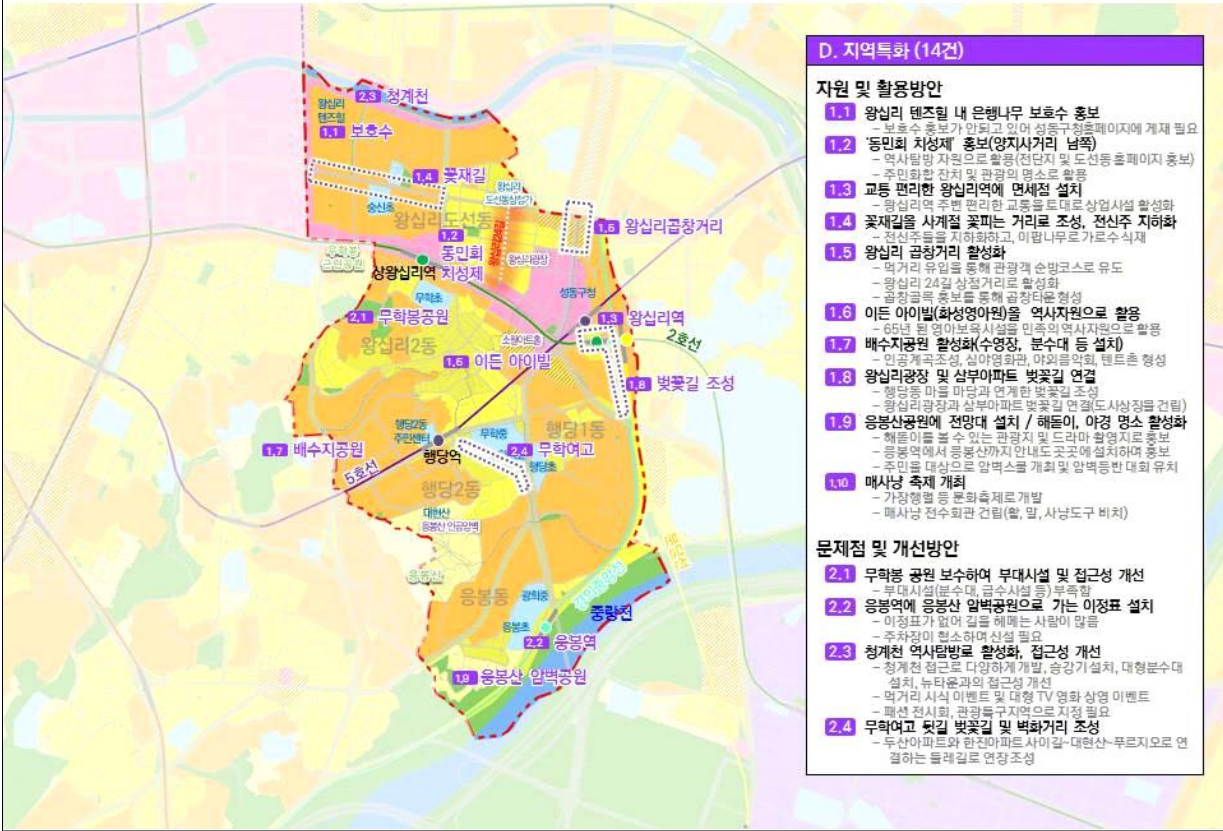 2.3 청계천
왕십리
텐즈힐
1.1 보호수
1.4 꽃재길
왕십리
도선동상점가
숭신초
왕십리도선동
1.5 왕십리곱창거리
1.2
동민회
치성제
무학봉
근린공원
상왕십리역
왕십리광장
무학초
성동구청
2.1 무학봉공원
1.3 왕십리역
소월아트홀
2호선
왕십리2동
1.6 이든 아이빌
1.8 벚꽃길 조성
행당2동
주민센터
무학중
행당1동
1.7 배수지공원
행당역
2.4 무학여고
행당초
5호선
행당2동
대현산
응봉산 인공암벽
분당선
응봉산
경의중앙선
응봉동
광희중
중랑천
응봉초
2.2 응봉역
1.9 응봉산 암벽공원
D. 지역특화 (14건)
자원 및 활용방안
1.1 왕십리 텐즈힐 내 은행나무 보호수 홍보
– 보호수 홍보가 안되고 있어 성동구청홈페이지에 게재 필요
1.2 '동민회 치성제' 홍보(양지사거리 남쪽)
– 역사탐방 자원으로 활용(전단지 및 도선동 홈페이지 홍보)
– 주민화합 잔치 및 관광의 명소로 활용
1.3 교통 편리한 왕십리역에 면세점 설치
– 왕십리역 주변 편리한 교통을 토대로 상업시설 활성화
1.4 꽃재길을 사계절 꽃피는 거리로 조성, 전신주 지하화
– 전신주들을 지하화하고, 이팝나무로 가로수 식재
1.5 왕십리 곱창거리 활성화
– 먹거리 유입을 통해 관광객 순방코스로 유도
– 왕십리 24길 상점거리로 활성화
– 곱창골목 홍보를 통해 곱창타운 형성
1.6 이든 아이빌(화성영아원)을 역사자원으로 활용
– 65년 된 영아보육시설을 민족의 역사자원으로 활용
1.7 배수지공원 활성화(수영장, 분수대 등 설치)
– 인공계곡조성, 심야영화관, 야외음악회, 텐트촌 형성
1.8 왕십리광장 및 삼부아파트 벚꽃길 연결
– 행당동 마을 마당과 연계한 벚꽃길 조성
– 왕십리광장과 삼부아파트 벚꽃길 연결(도시상징물 건립)
1.9 응봉산공원에 전망대 설치 / 해돋이, 야경 명소 활성화
– 해돋이를 볼 수 있는 관광지 및 드라마 촬영지로 홍보
– 응봉역에서 응봉산까지 안내도 곳곳에 설치하며 홍보
– 주민을 대상으로 암벽스쿨 개최 및 암벽등반 대회 유치
1.10 매사냥 축제 개최
– 가장행렬 등 문화축제로 개발
– 매사냥 전수회관 건립(활, 말, 사냥도구 비치)
문제점 및 개선방안
2.1 무학봉 공원 보수하여 부대시설 및 접근성 개선
– 부대시설(분수대, 급수시설 등) 부족함
2.2 응봉역에 응봉산 암벽공원으로 가는 이정표 설치
– 이정표가 없어 길을 헤메는 사람이 많음
– 주차장이 협소하여 신설 필요
2.3 청계천 역사탐방로 활성화, 접근성 개선
– 청계천 접근로 다양하게 개발, 승강기 설치, 대형분수대
설치, 뉴타운과의 접근성 개선
– 먹거리 시식 이벤트 및 대형 TV 영화 상영 이벤트
– 패션 전시회, 관광특구지역으로 지정 필요
2.4 무학여고 뒷길 벚꽃길 및 벽화거리 조성
– 두산아파트와 한진아파트 사이길~대현산~푸르지오로 연
결하는 둘레길로 연장 조성